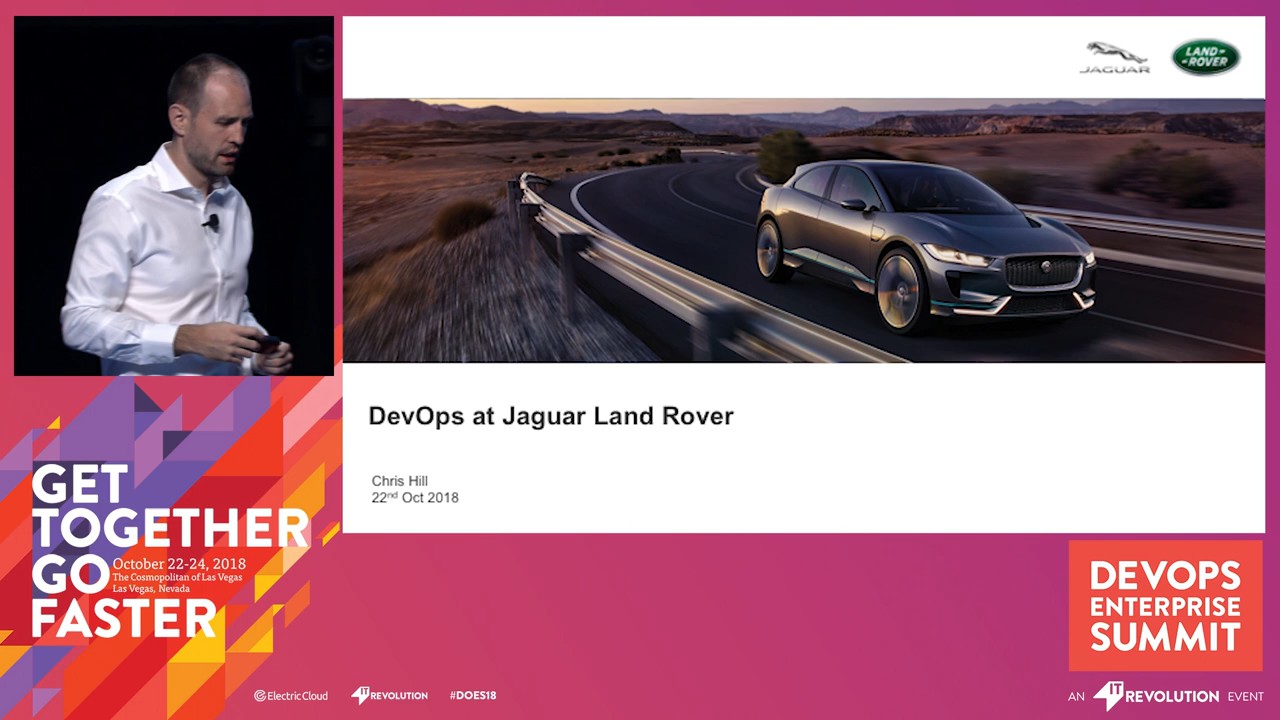 JAGUAR
LAND
ROVER
DevOps at Jaguar Land Rover
Chris Hill
22nd Oct 2018
GET
TOGETHER
GO
October 22-24, 2018
The Cosmopolitan of Las Vegas
Las Vegas, Nevada
FASTER
DEVOPS
ENTERPRISE
SUMMIT
ElectricCloud
IT REVOLUTION
#DOES18
AN IT REVOLUTION EVENT